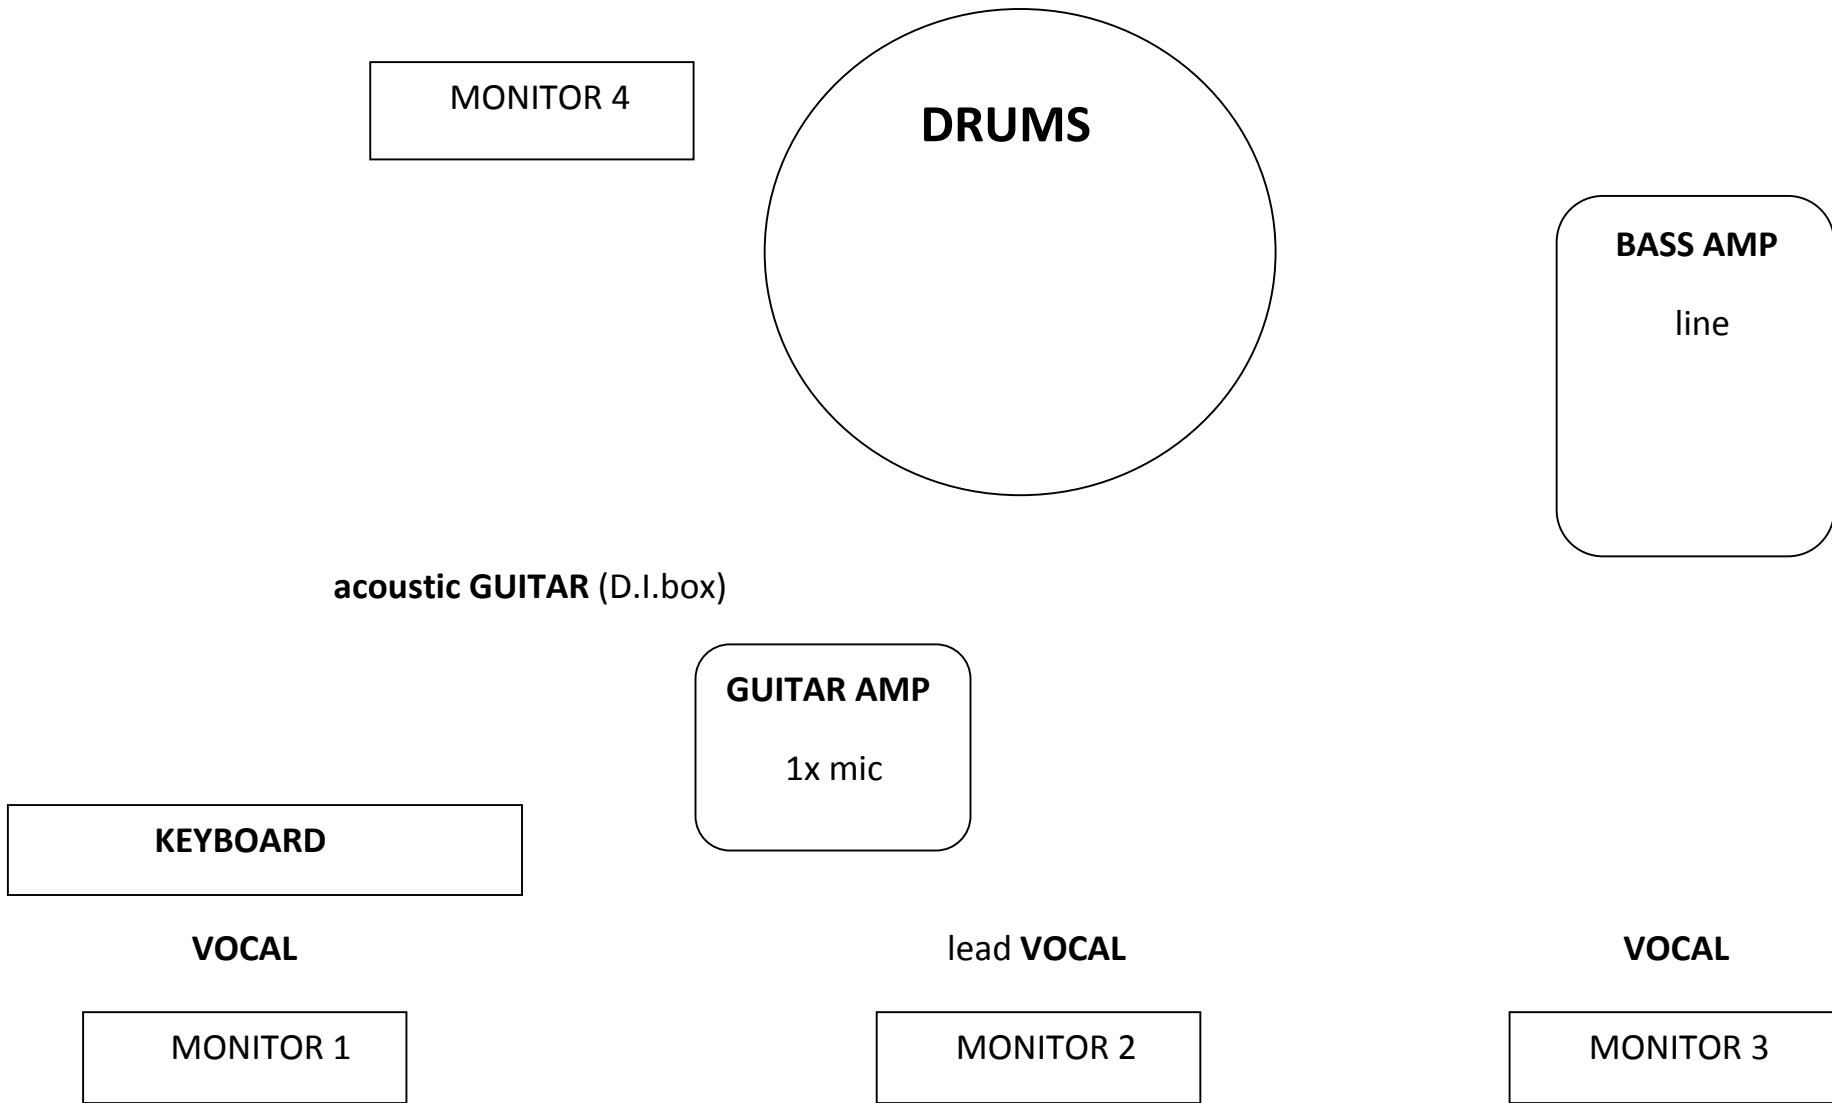 MONITOR 4
DRUMS
BASS AMP
line
acoustic GUITAR (D.I.box)
GUITAR AMP
1x mic
KEYBOARD
VOCAL
lead VOCAL
VOCAL
MONITOR 1
MONITOR 2
MONITOR 3